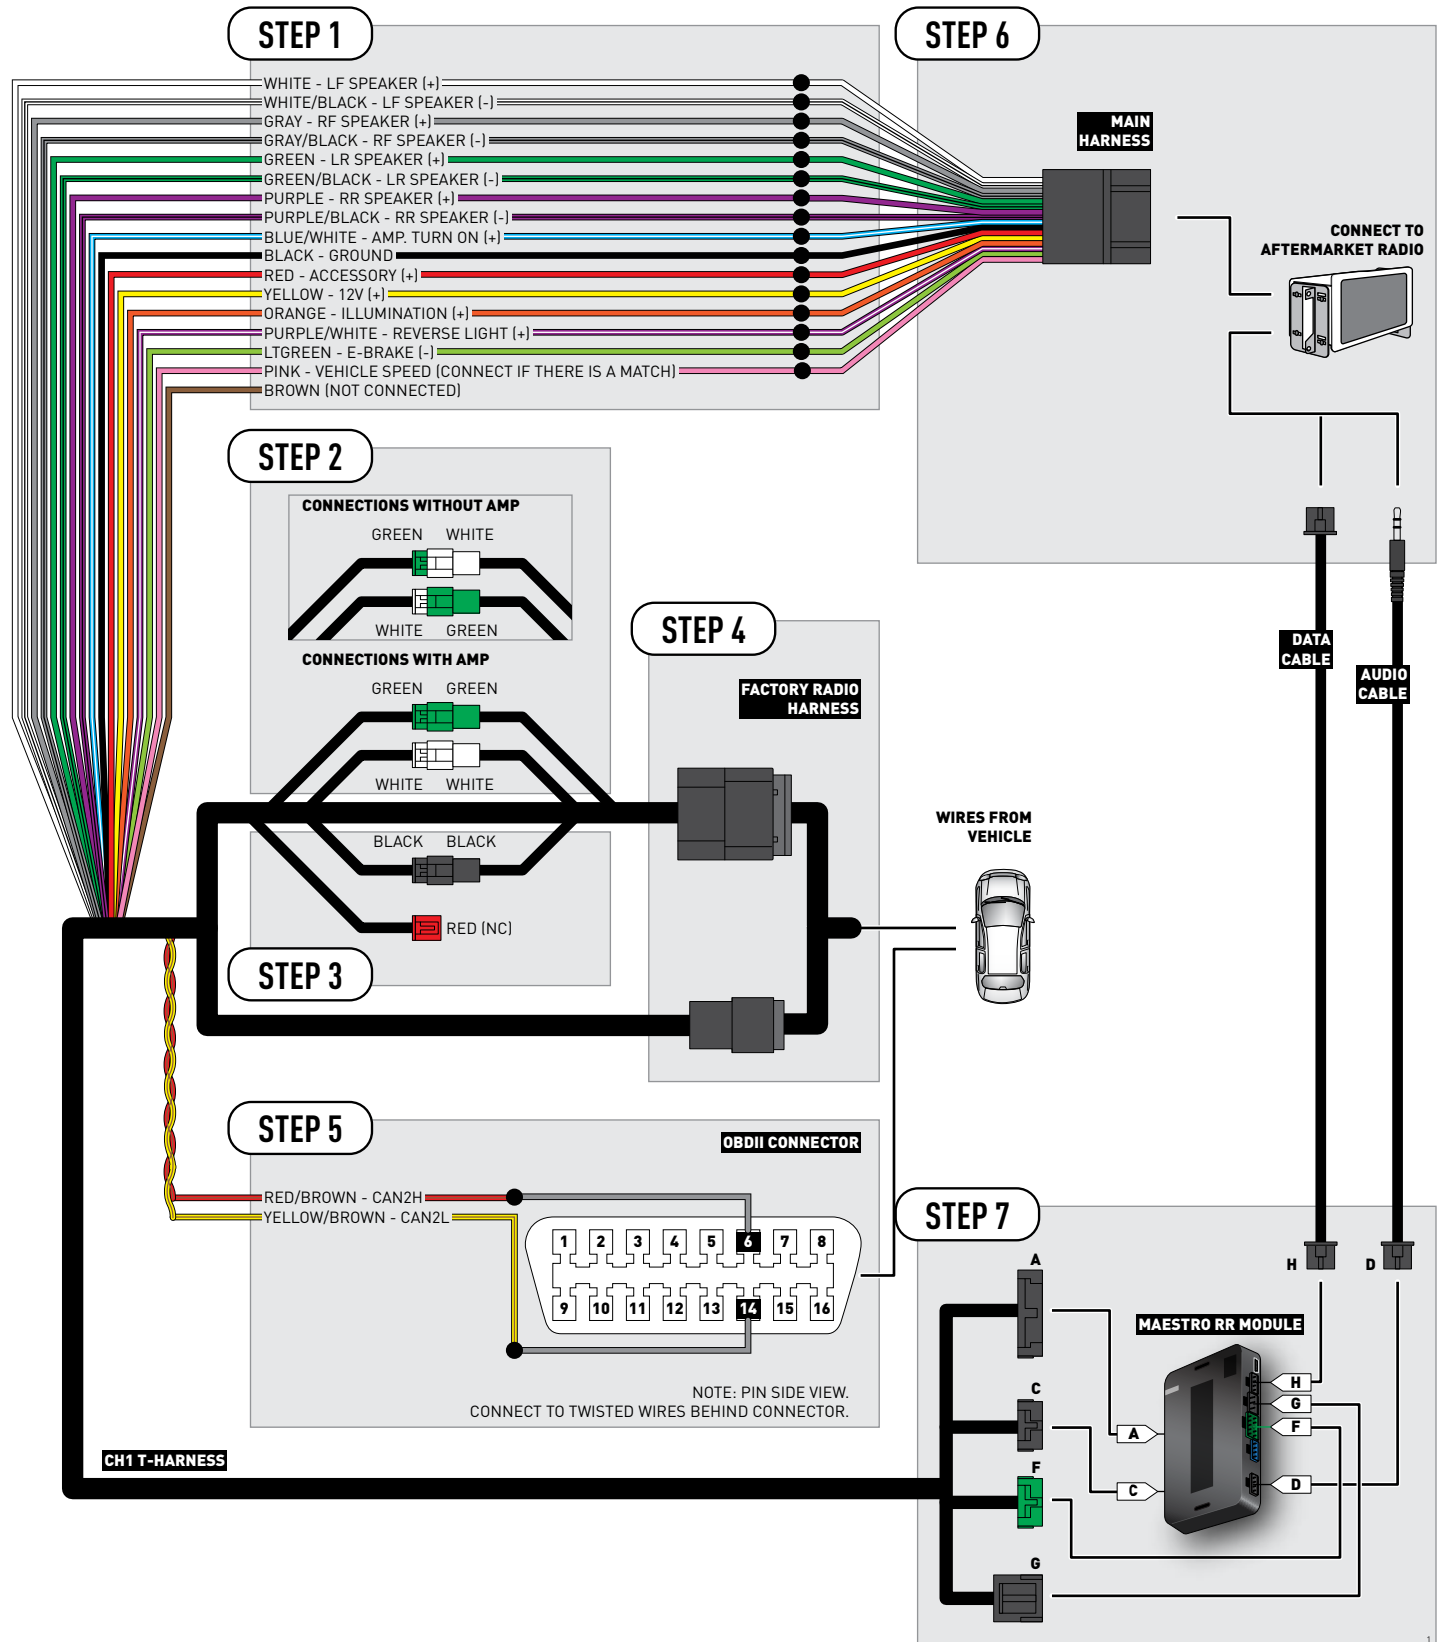 STEP 1
WHITE - LF SPEAKER (+)
WHITE/BLACK - LF SPEAKER (-)
GRAY - RF SPEAKER (+)
GRAY/BLACK - RF SPEAKER (-)
GREEN - LR SPEAKER (+)
GREEN/BLACK - LR SPEAKER (-)
PURPLE - RR SPEAKER (+)
PURPLE/BLACK - RR SPEAKER (-)
BLUE/WHITE - AMP. TURN ON (+)
BLACK - GROUND
RED - ACCESSORY (+)
YELLOW - 12V (+)
ORANGE - ILLUMINATION (+)
PURPLE/WHITE - REVERSE LIGHT (+)
LTGREEN - E-BRAKE (-)
PINK - VEHICLE SPEED (CONNECT IF THERE IS A MATCH)
BROWN (NOT CONNECTED)
STEP 6
MAIN
HARNESS
CONNECT TO
AFTERMARKET RADIO
DATA
CABLE
AUDIO
CABLE
STEP 2
CONNECTIONS WITHOUT AMP
GREEN WHITE
WHITE GREEN
CONNECTIONS WITH AMP
GREEN GREEN
WHITE WHITE
BLACK BLACK
RED (NC)
STEP 3
STEP 4
FACTORY RADIO
HARNESS
WIRES FROM
VEHICLE
STEP 5
OBDII CONNECTOR
RED/BROWN - CAN2H
YELLOW/BROWN - CAN2L
1 2 3 4 5 6 7 8
9 10 11 12 13 14 15 16
NOTE: PIN SIDE VIEW.
CONNECT TO TWISTED WIRES BEHIND CONNECTOR.
CH1 T-HARNESS
STEP 7
H D
A
C
F
G
MAESTRO RR MODULE
H
G
F
D
A
C
1